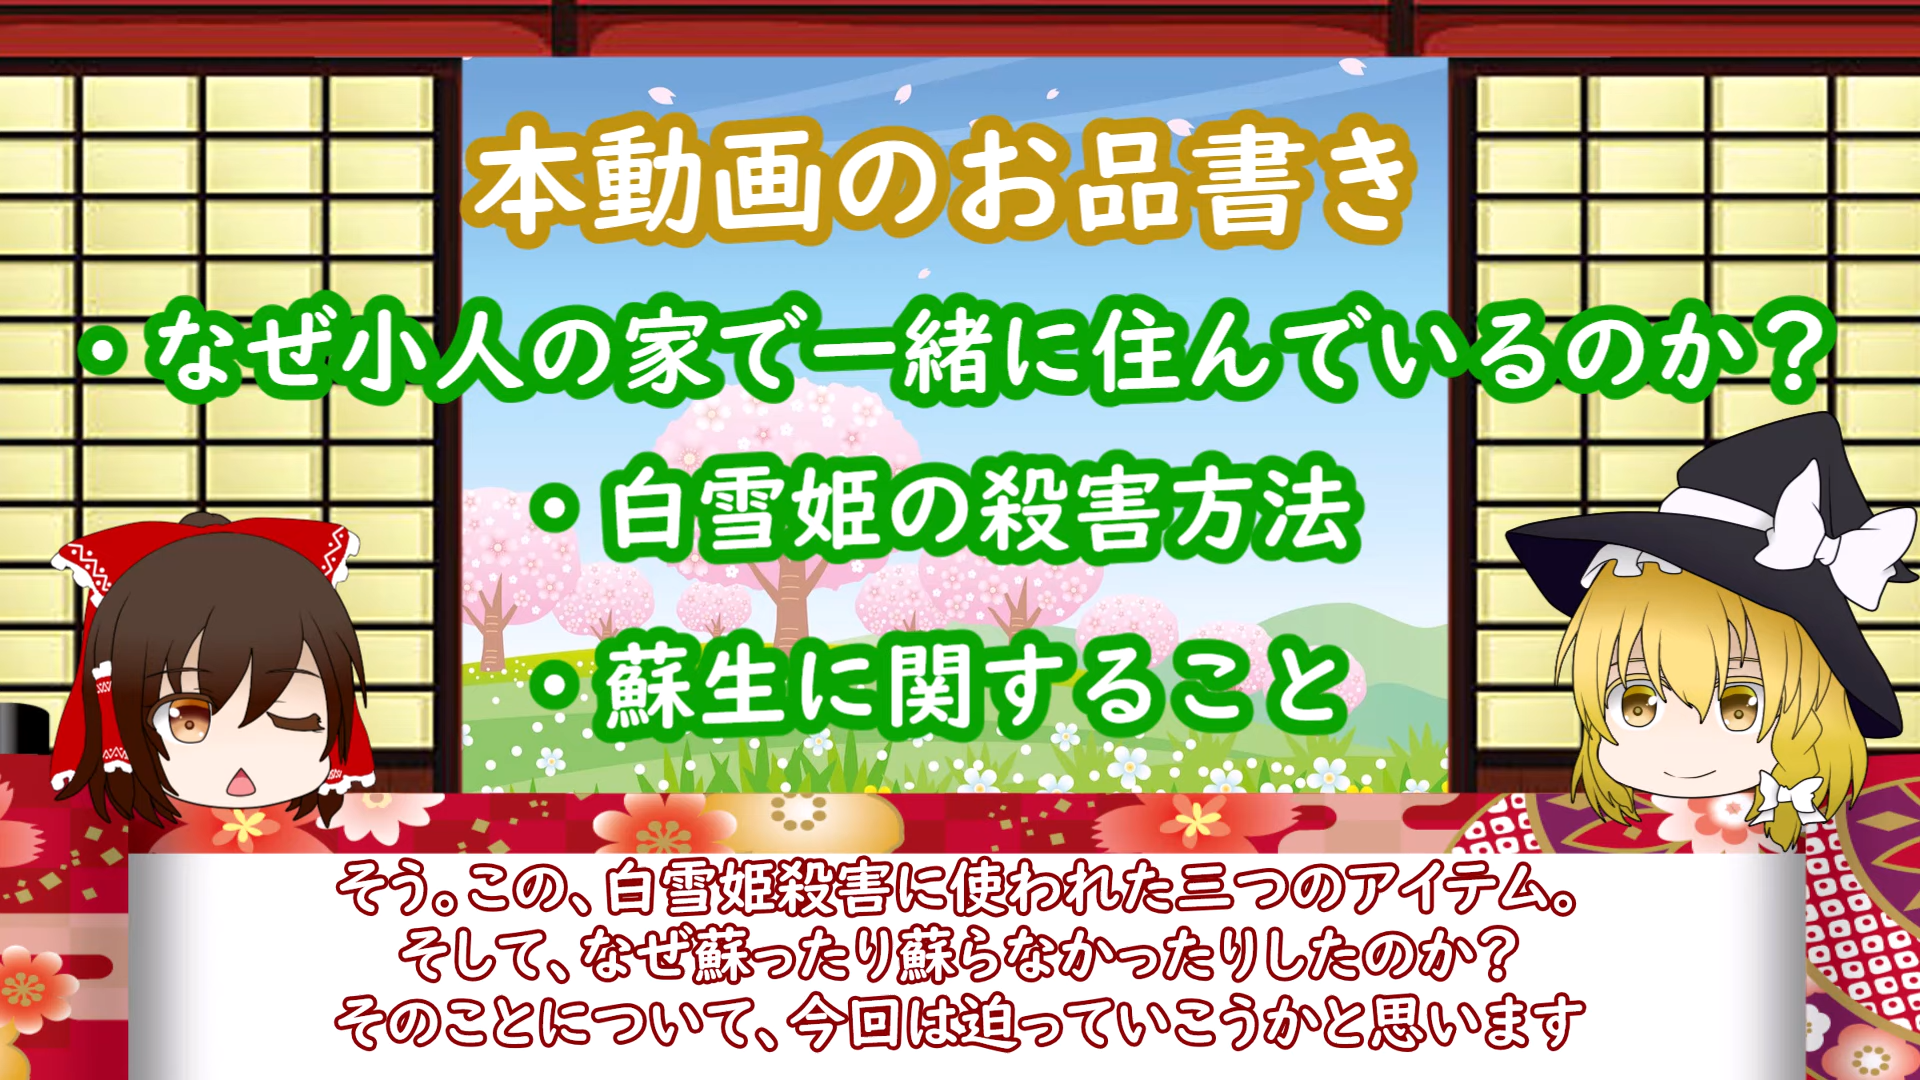 本動画のお品書き
・なぜ小人の家で一緒に住んでいるのか？
・白雪姫の殺害方法
・蘇生に関すること
そう。この、白雪姫殺害に使われた三つのアイテム。
そして、なぜ蘇ったり蘇らなかったりしたのか？
そのことについて、今回は迫っていこうかと思います